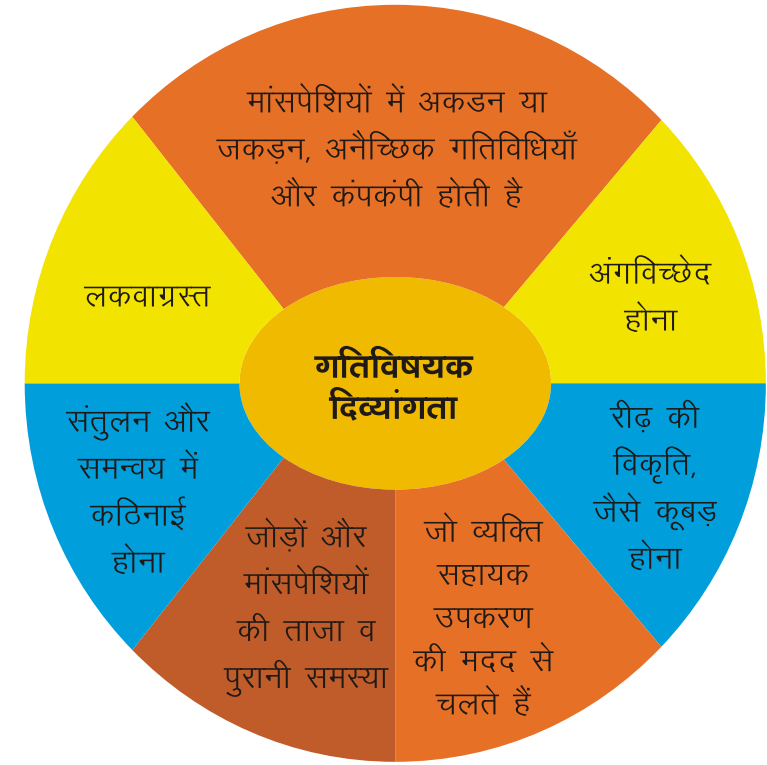 मांसपेशियों में अकडन या
जकड़न, अनैच्छिक गतिविधियाँ
और कंपकंपी होती है
अंगविच्छेद
होना
रीढ़ की
विकृति,
जैसे कूबड़
होना
जो व्यक्ति
सहायक
उपकरण
की मदद से
चलते हैं
जोड़ों और
मांसपेशियों
की ताजा व
पुरानी समस्या
संतुलन और
समन्वय में
कठिनाई
होना
लकवाग्रस्त
गतिविषयक
दिव्यांगता